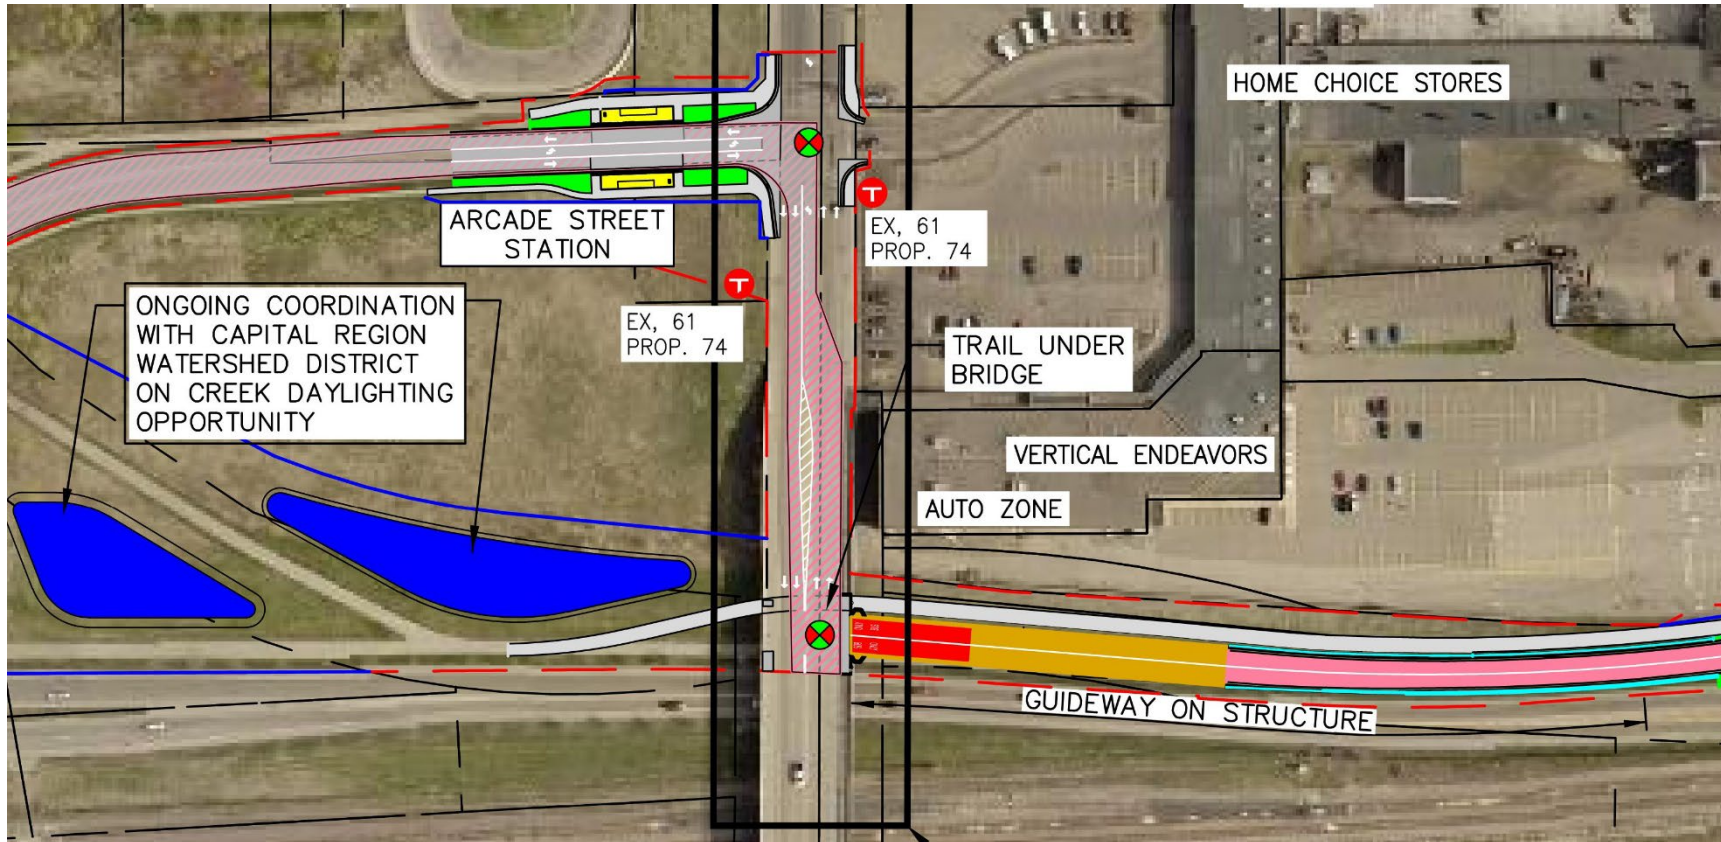 HOME CHOICE STORES
ARCADE STREET
STATION
T
EX, 61
PROP. 74
T
EX, 61
PROP. 74
ONGOING COORDINATION
WITH CAPITAL REGION
WATERSHED DISTRICT
ON CREEK DAYLIGHTING
OPPORTUNITY
TRAIL UNDER
BRIDGE
VERTICAL ENDEAVORS
AUTO ZONE
GUIDEWAY ON STRUCTURE